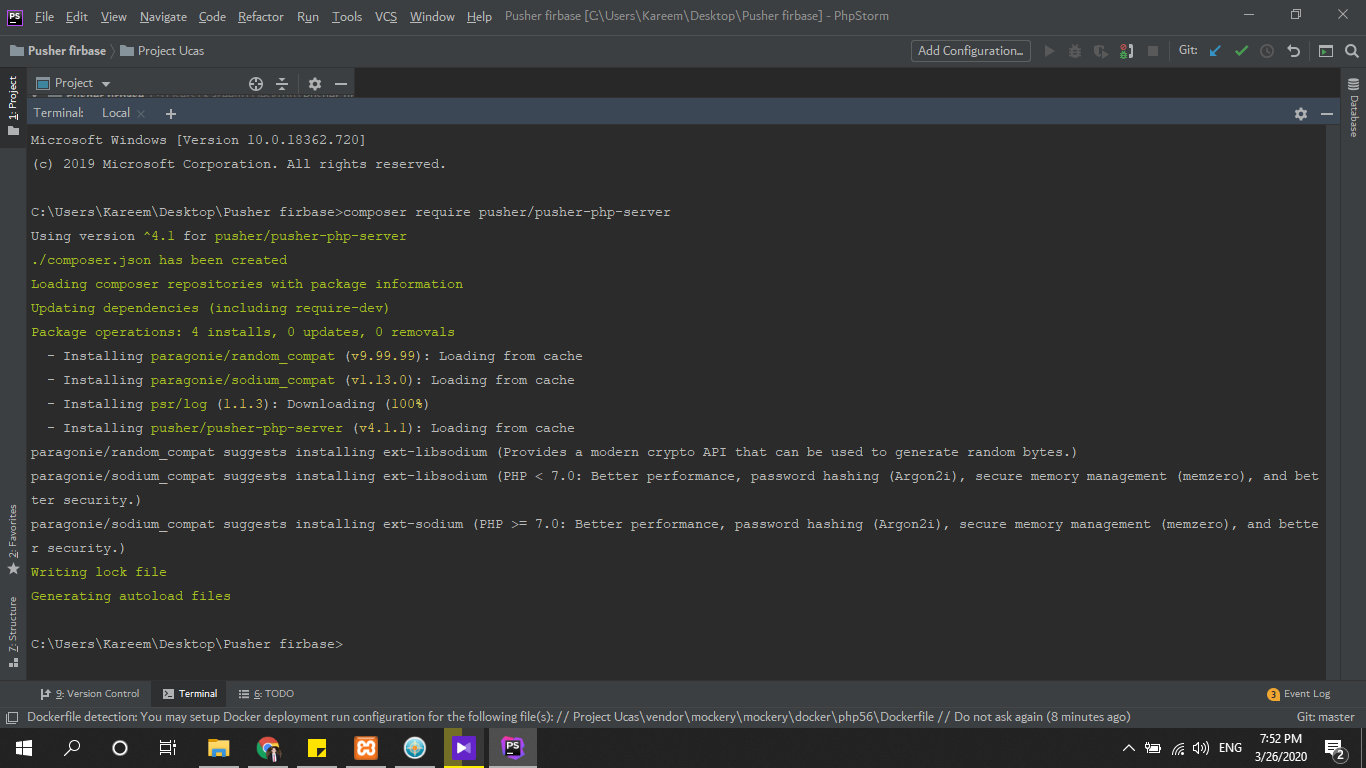 PS File Edit View Navigate Code Refactor Run Tools VCS Window Help Pusher firbase [C:\Users\Kareem\Desktop\Pusher firbase] - PhpStorm
Pusher firbase Project Ucas Add Configuration... Git:
1: Project
Project
Terminal: Local
Database
Microsoft Windows [Version 10.0.18362.720]
(c) 2019 Microsoft Corporation. All rights reserved.
C:\Users\Kareem\Desktop\Pusher firbase>composer require pusher/pusher-php-server
Using version ^4.1 for pusher/pusher-php-server
./composer.json has been created
Loading composer repositories with package information
Updating dependencies (including require-dev)
Package operations: 4 installs, 0 updates, 0 removals
- Installing paragonie/random_compat (v9.99.99): Loading from cache
- Installing paragonie/sodium_compat (v1.13.0): Loading from cache
- Installing psr/log (1.1.3): Downloading (100%)
- Installing pusher/pusher-php-server (v4.1.1): Loading from cache
paragonie/random_compat suggests installing ext-libsodium (Provides a modern crypto API that can be used to generate random bytes.)
paragonie/sodium_compat suggests installing ext-libsodium (PHP < 7.0: Better performance, password hashing (Argon2i), secure memory management (memzero), and bet
ter security.)
paragonie/sodium_compat suggests installing ext-sodium (PHP >= 7.0: Better performance, password hashing (Argon2i), secure memory management (memzero), and bette
r security.)
Writing lock file
Generating autoload files
C:\Users\Kareem\Desktop\Pusher firbase>
2: Favorites
7: Structure
9: Version Control Terminal 6: TODO 3 Event Log
Dockerfile detection: You may setup Docker deployment run configuration for the following file(s): // Project Ucas\vendor\mockery\mockery\docker\php56\Dockerfile // Do not ask again (8 minutes ago) Git: master
PS ENG 7:52 PM
3/26/2020 2